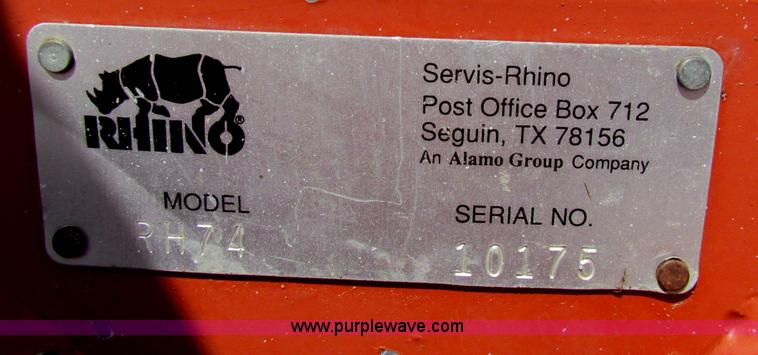 RHINO®
Servis-Rhino
Post Office Box 712
Seguin, TX 78156
An Alamo Group Company
MODEL
RH74
SERIAL NO.
10175
www.purplewave.com